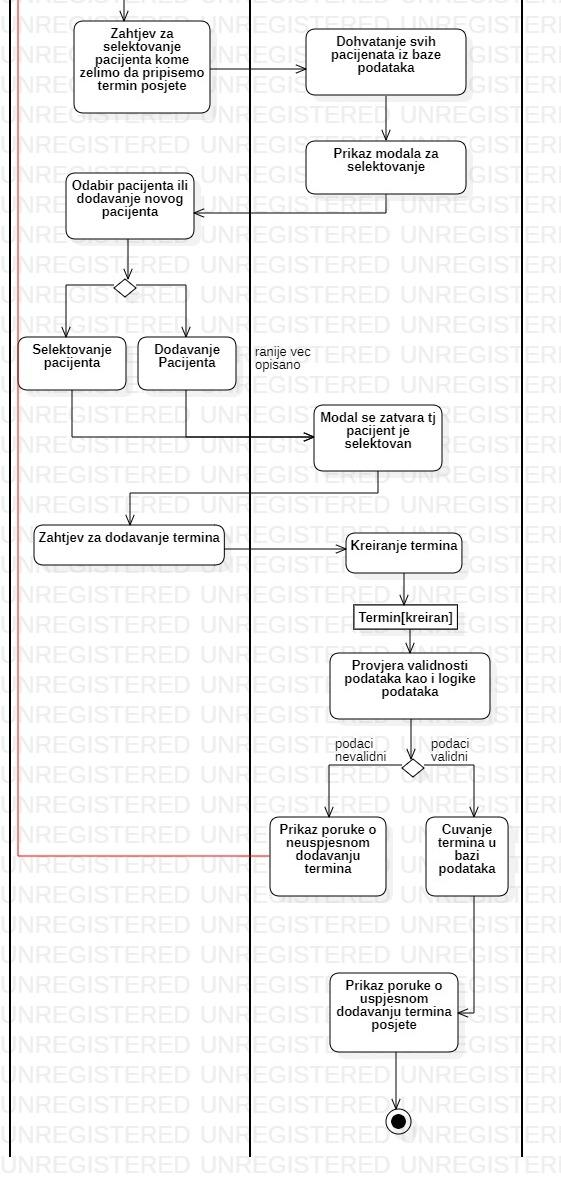 Zahtjev za
selektovanje
pacijenta kome
zelimo da pripisemo
termin posjete
Dohvatanje svih
pacijenata iz baze
podataka
Prikaz modala za
selektovanje
Odabir pacijenta ili
dodavanje novog
pacijenta
Selektovanje
pacijenta
Dodavanje
Pacijenta
ranije vec
opisano
Modal se zatvara tj
pacijent je
selektovan
Zahtjev za dodavanje termina
Kreiranje termina
Termin[kreiran]
Provjera validnosti
podataka kao i logike
podataka
podaci
nevalidni
podaci
validni
Prikaz poruke o
neuspjesnom
dodavanju
termina
Cuvanje
termina u
bazi
podataka
Prikaz poruke o
uspjesnom
dodavanju termina
posjete
UNREGISTERED